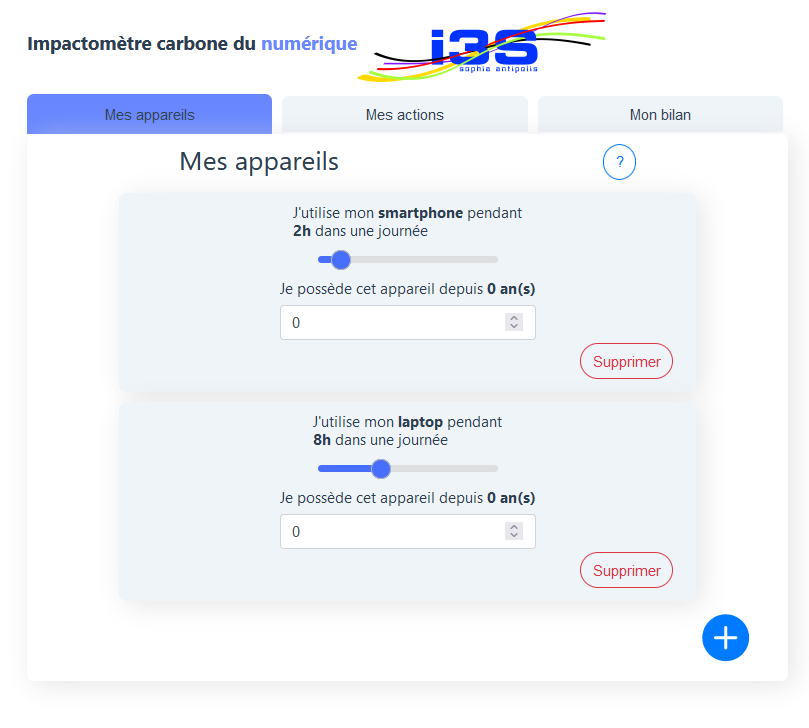 Impactomètre carbone du numérique
i3S
sophia antipolis
Mes appareils
Mes actions
Mon bilan
Mes appareils
?
J'utilise mon smartphone pendant
2h dans une journée
Je possède cet appareil depuis 0 an(s)
0
Supprimer
J'utilise mon laptop pendant
8h dans une journée
Je possède cet appareil depuis 0 an(s)
0
Supprimer